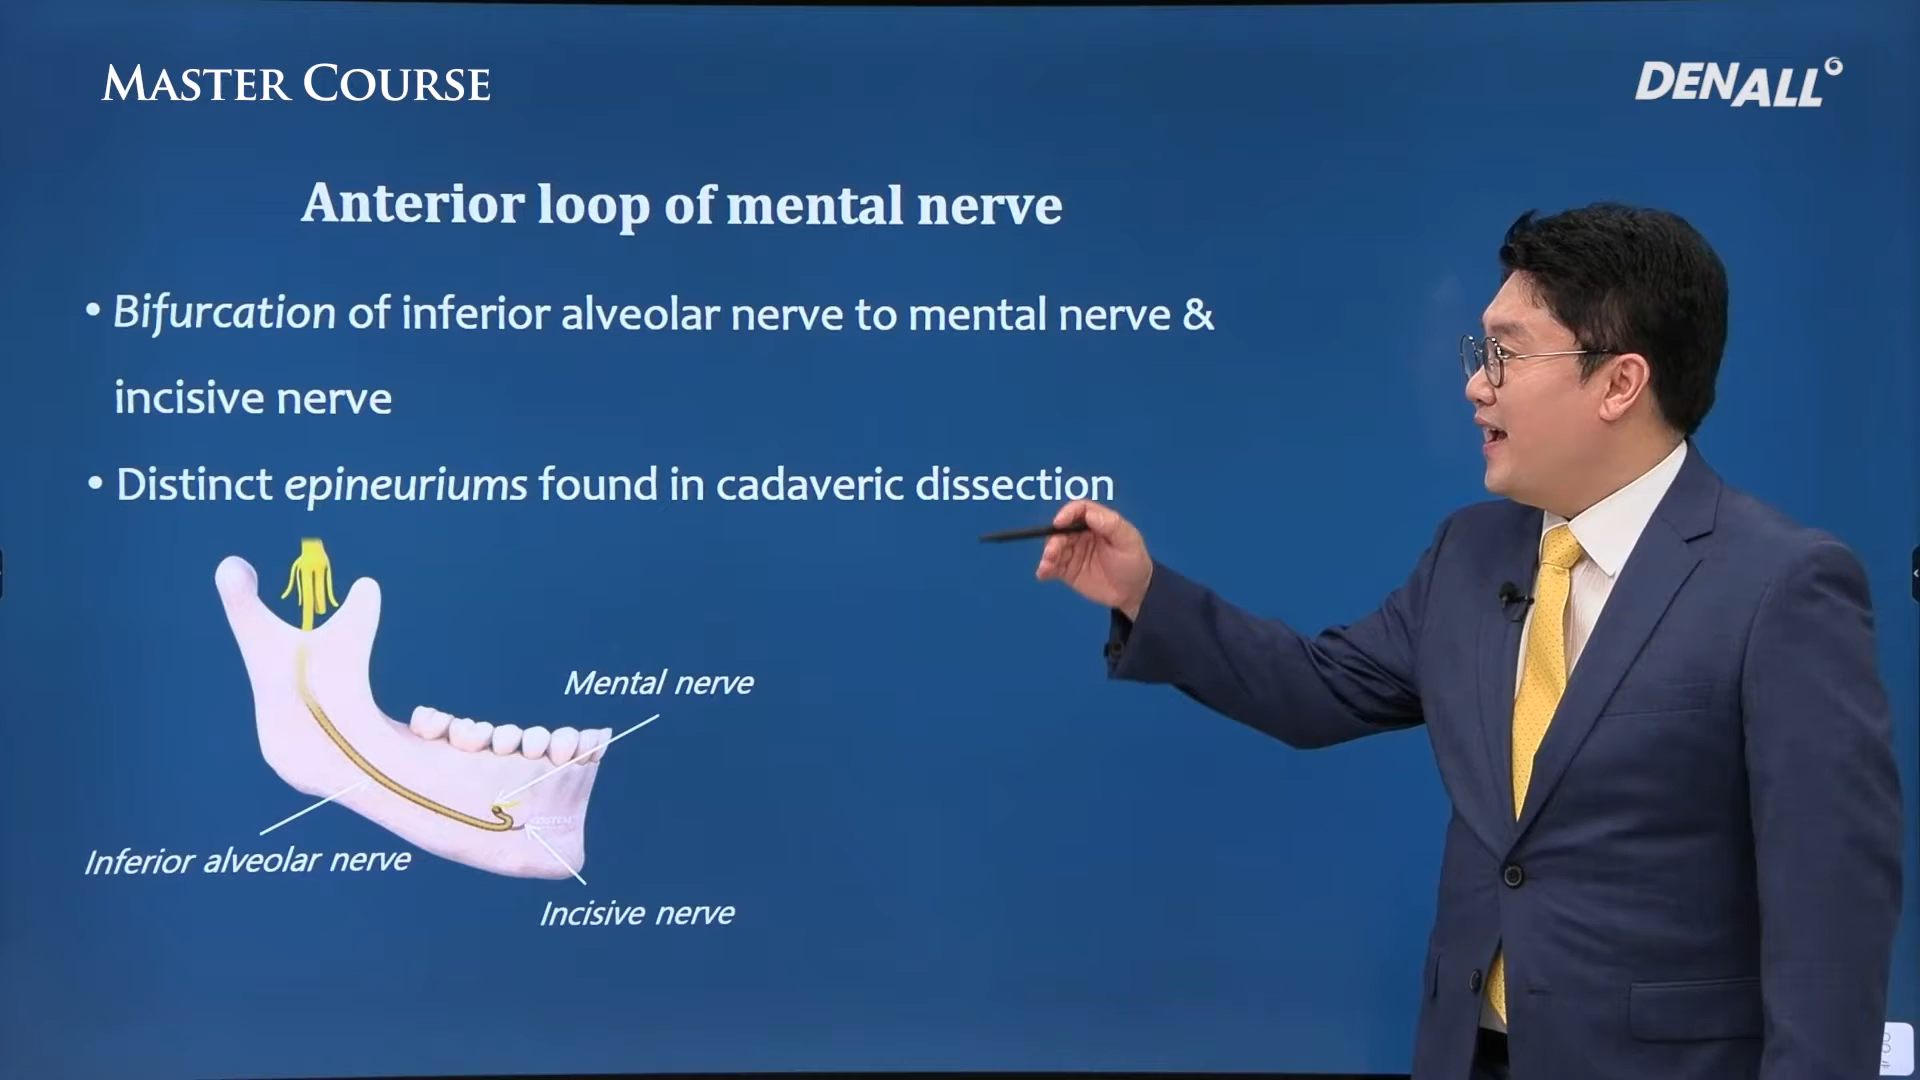 MASTER COURSE
DENALL
Anterior loop of mental nerve
• Bifurcation of inferior alveolar nerve to mental nerve &
incisive nerve
• Distinct epineuriums found in cadaveric dissection
Mental nerve
Inferior alveolar nerve
Incisive nerve